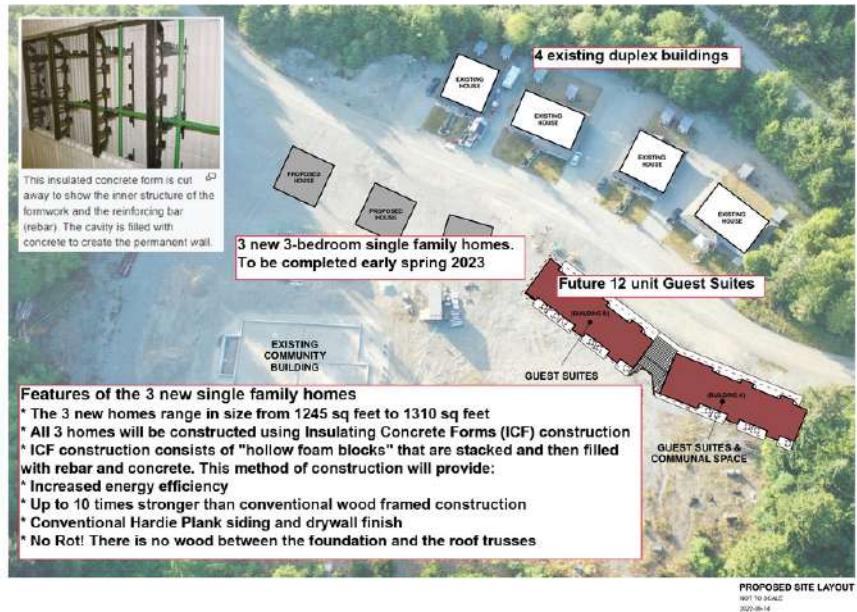 This insulated concrete form is cut
away to show the inner structure of the
formwork and the reinforcing bar
(rebar). The cavity is filled with
concrete to create the permanent wall.
4 existing duplex buildings
EXISTING
HOUSE
EXISTING
HOUSE
EXISTING
HOUSE
EXISTING
HOUSE
PROPOSED
HOUSE
PROPOSED
HOUSE
3 new 3-bedroom single family homes.
To be completed early spring 2023
Future 12 unit Guest Suites
GUEST SUITES
EXISTING
COMMUNITY
BUILDING
GUEST SUITES &
COMMUNAL SPACE
Features of the 3 new single family homes
* The 3 new homes range in size from 1245 sq feet to 1310 sq feet
* All 3 homes will be constructed using Insulating Concrete Forms (ICF) construction
* ICF construction consists of "hollow foam blocks" that are stacked and then filled
with rebar and concrete. This method of construction will provide:
* Increased energy efficiency
* Up to 10 times stronger than conventional wood framed construction
* Conventional Hardie Plank siding and drywall finish
* No Rot! There is no wood between the foundation and the roof trusses
PROPOSED SITE LAYOUT
NOT TO SCALE